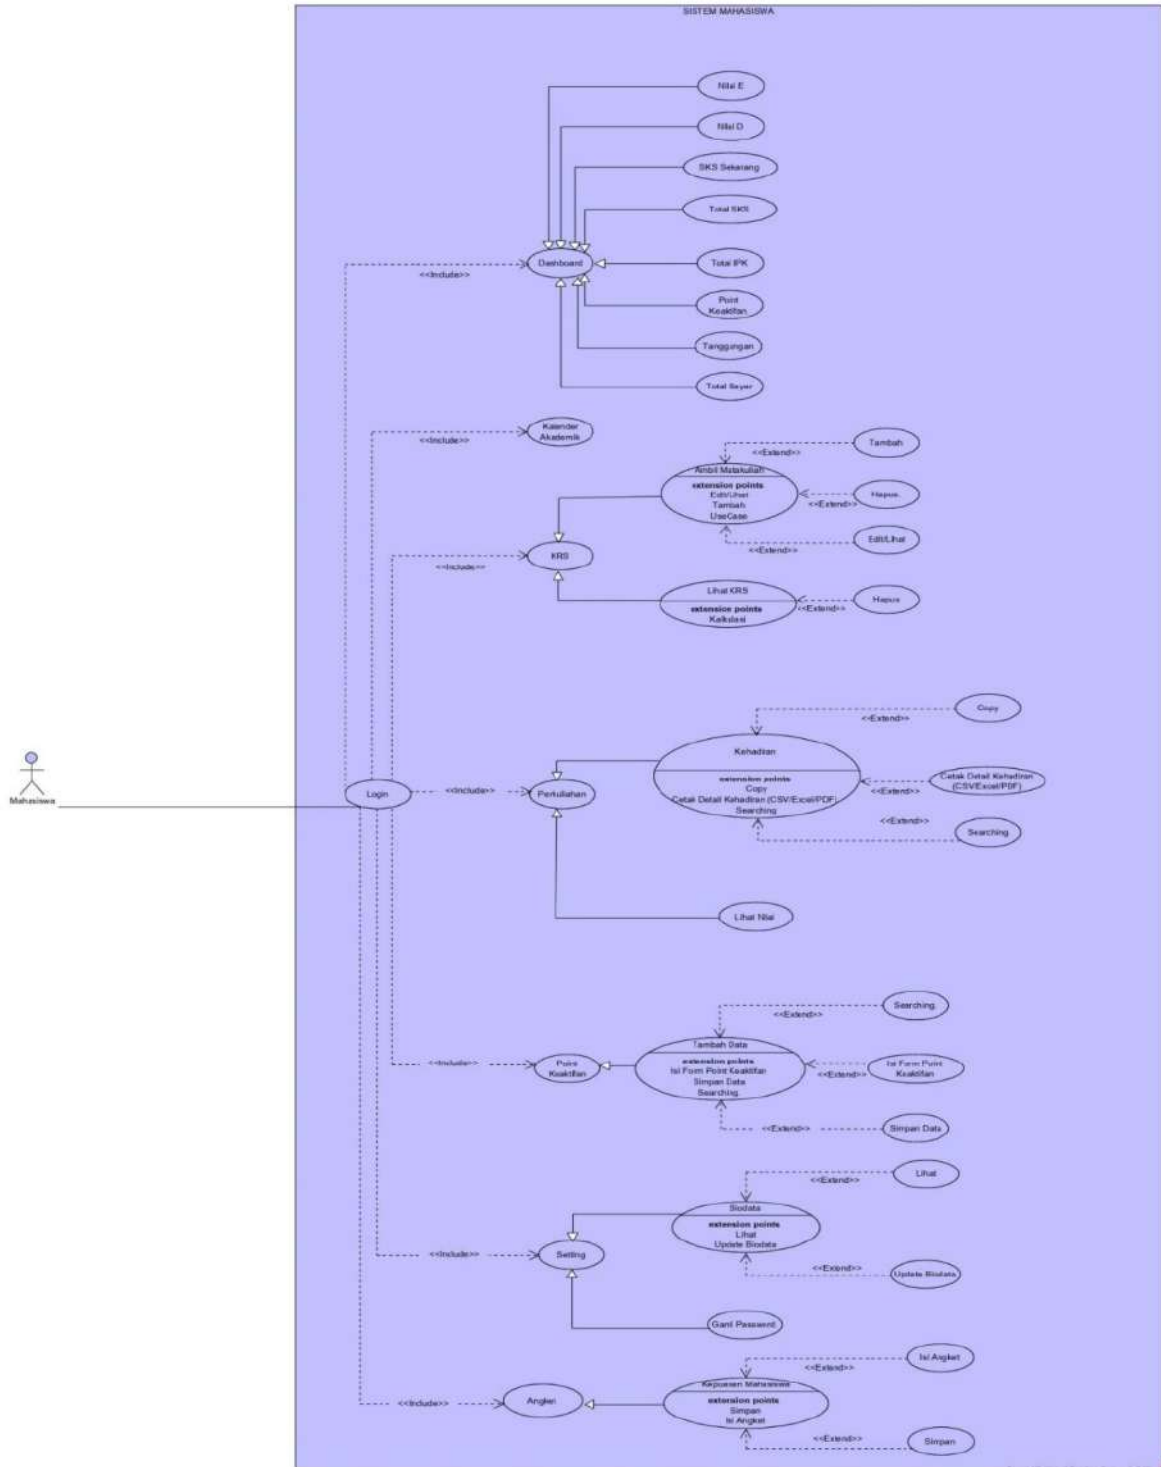 SISTEM MAHASISWA
Nilai E
Nilai D
SKS Sekarang
Total SKS
Dashboard
Total IPK
<<Include>>
Point
Keaktifan
Tanggingan
Total Bayar
Kalender
Akademik
<<Include>>
Tambah
<<Extend>>
Ambil Matakuliah
extension points
Edit/Lihat
Tambah
UseCase
Hapus.
<<Extend>>
Edit/Lihat
<<Extend>>
KRS
<<Include>>
Lihat KRS
extension points
Kalkulasi
Hapus
<<Extend>>
Copy
<<Extend>>
Kehadiran
extension points
Copy
Cetak Detail Kehadiran (CSV/Excel/PDF)
Searching
Cetak Detail Kehadiran
(CSV/Excel/PDF)
<<Extend>>
<<Extend>>
Searching
Mahasiswa
Login
<<Include>>
Perkuliahan
Lihat Nilai
Searching.
<<Extend>>
Tambah Data
extension points
Isi Form Point Keaktifan
Simpan Data
Searching
<<Include>>
Point
Keaktifan
Isi Form Point
Keaktifan
<<Extend>>
<<Extend>>
Simpan Data
Lihat
<<Extend>>
Biodata
extension points
Lihat
Update Biodata
<<Include>>
Setting
<<Extend>>
Update Biodata
Ganti Password
Isi Angket
<<Extend>>
Kepuasan Mahasiswa
extension points
Simpan
Isi Angket
<<Include>>
Angket
<<Extend>>
Simpan